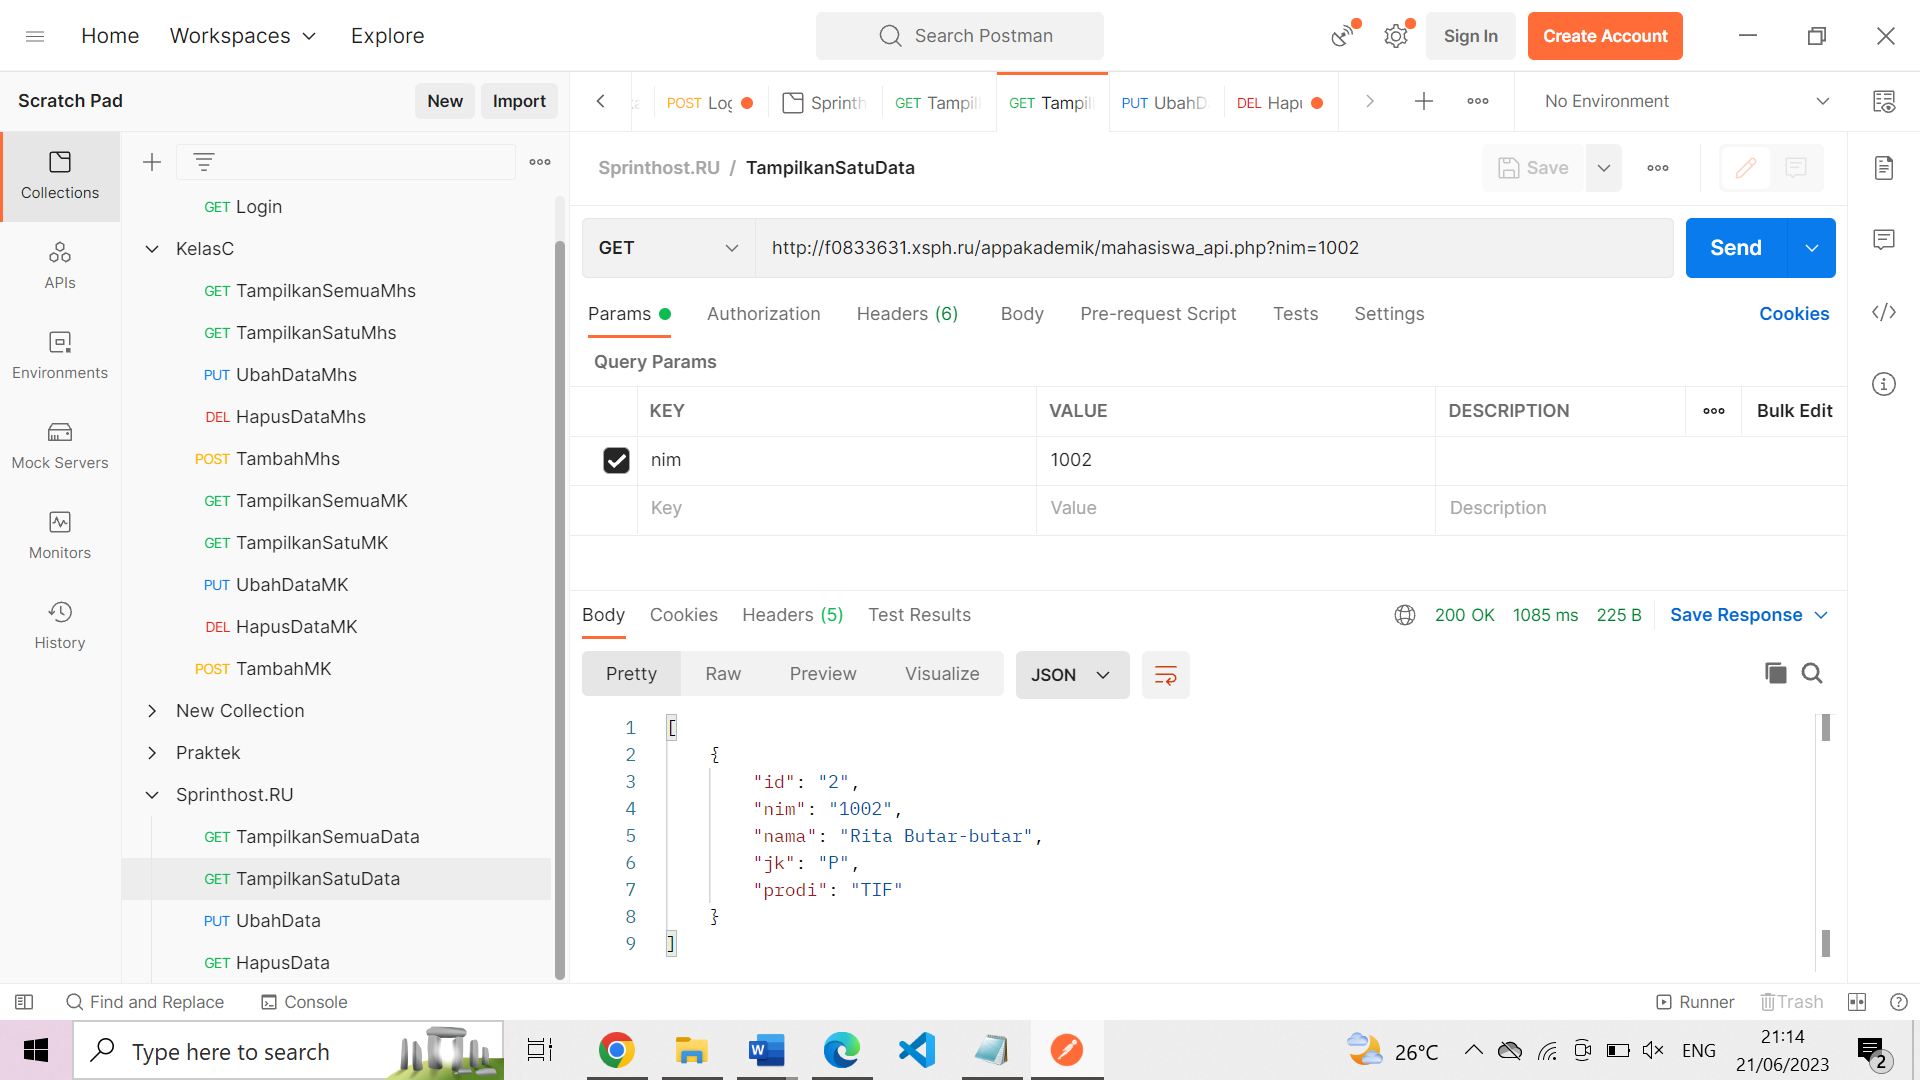 Home
Workspaces
Explore
Search Postman
Sign In
Create Account
Scratch Pad
New
Import
POST Log
Sprinth
GET Tampil
GET Tampil
PUT UbahD
DEL Hapu
No Environment
Collections
APIs
Environments
Mock Servers
Monitors
History
GET Login
KelasC
GET TampilkanSemuaMhs
GET TampilkanSatuMhs
PUT UbahDataMhs
DEL HapusDataMhs
POST TambahMhs
GET TampilkanSemuaMK
GET TampilkanSatuMK
PUT UbahDataMK
DEL HapusDataMK
POST TambahMK
New Collection
Praktek
Sprinthost.RU
GET TampilkanSemuaData
GET TampilkanSatuData
PUT UbahData
GET HapusData
Sprinthost.RU / TampilkanSatuData
Save
GET
http://f0833631.xsph.ru/appakademik/mahasiswa_api.php?nim=1002
Send
Params
Authorization
Headers (6)
Body
Pre-request Script
Tests
Settings
Cookies
Query Params
KEY
VALUE
DESCRIPTION
Bulk Edit
nim
1002
Key
Value
Description
Body
Cookies
Headers (5)
Test Results
200 OK
1085 ms
225 B
Save Response
Pretty
Raw
Preview
Visualize
JSON
1 [
2 {
3 "id": "2",
4 "nim": "1002",
5 "nama": "Rita Butar-butar",
6 "jk": "P",
7 "prodi": "TIF"
8 }
9 ]
Find and Replace
Console
Runner
Trash
Type here to search
26°C
ENG
21:14
21/06/2023
2